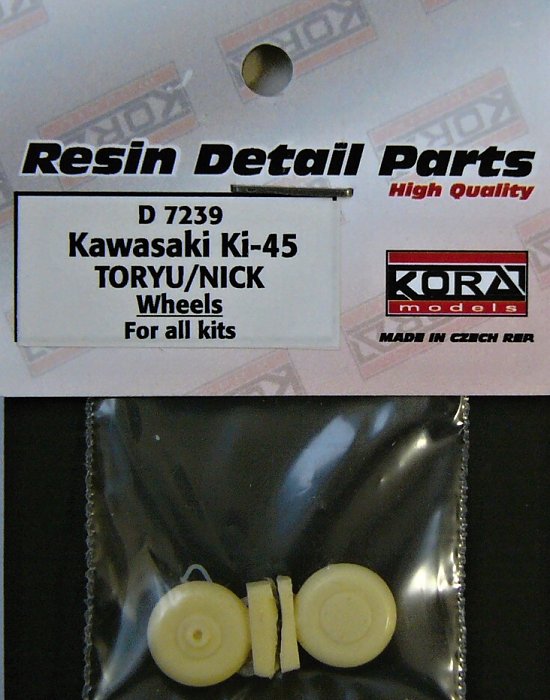 Resin Detail Parts
High Quality
D 7239
Kawasaki Ki-45
TORYU/NICK
Wheels
For all kits
KORA
models
MADE IN CZECH REP.